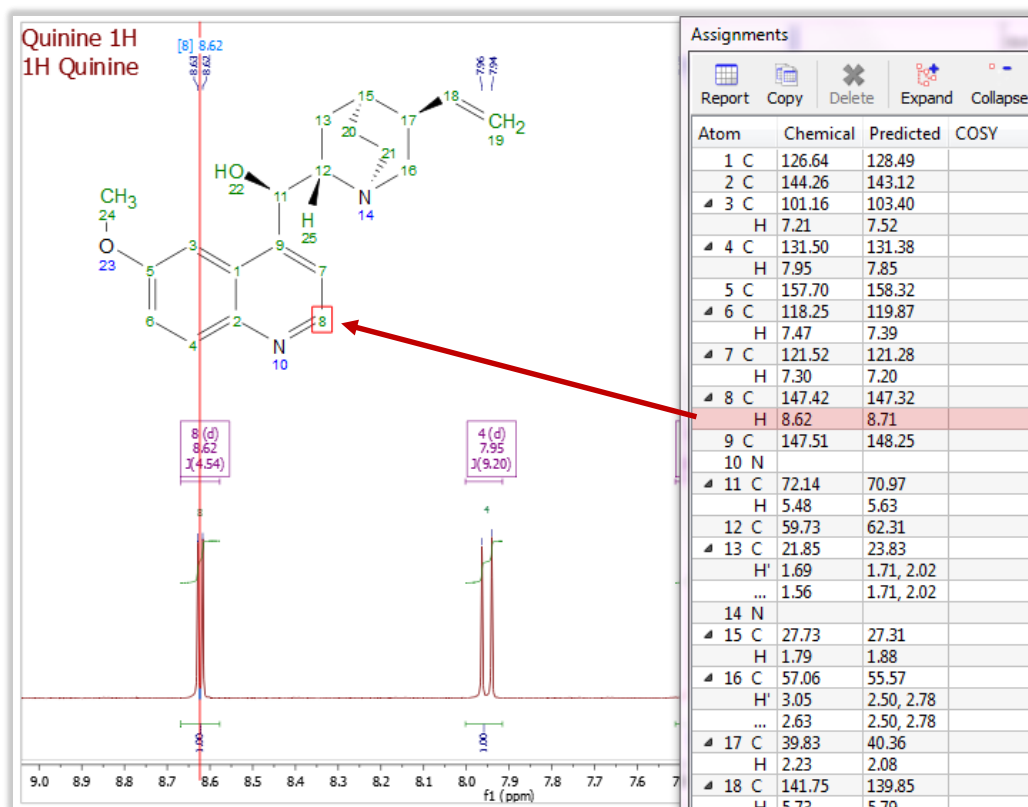 Quinine 1H
1H Quinine
[8] 8.62
8.63
8.62
7.96
7.94
15
18
13
17
CH2
19
20
21
HO
22
12
16
11
N
14
CH3
24
H
25
O
23
3
9
7
5
1
6
2
8
4
N
10
8 (d)
8.62
J(4.54)
4 (d)
7.95
J(9.20)
8
4
1.00
1.00
9.0 8.9 8.8 8.7 8.6 8.5 8.4 8.3 8.2 8.1 8.0 7.9 7.8 7.7 7.6
f1 (ppm)
Assignments
Report Copy Delete Expand Collapse
Atom Chemical Predicted COSY
1 C 126.64 128.49
2 C 144.26 143.12
3 C 101.16 103.40
H 7.21 7.52
4 C 131.50 131.38
H 7.95 7.85
5 C 157.70 158.32
6 C 118.25 119.87
H 7.47 7.39
7 C 121.52 121.28
H 7.30 7.20
8 C 147.42 147.32
H 8.62 8.71
9 C 147.51 148.25
10 N
11 C 72.14 70.97
H 5.48 5.63
12 C 59.73 62.31
13 C 21.85 23.83
H' 1.69 1.71, 2.02
... 1.56 1.71, 2.02
14 N
15 C 27.73 27.31
H 1.79 1.88
16 C 57.06 55.57
H' 3.05 2.50, 2.78
... 2.63 2.50, 2.78
17 C 39.83 40.36
H 2.23 2.08
18 C 141.75 139.85
H 5.73 5.79